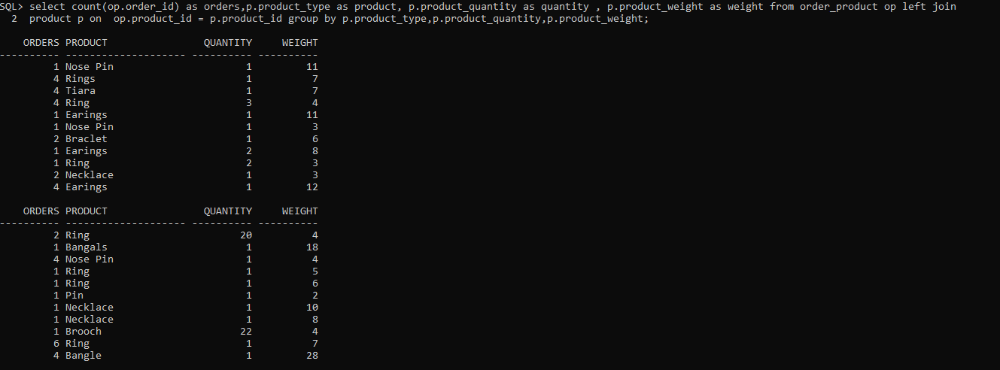 SQL> select count(op.order_id) as orders,p.product_type as product, p.product_quantity as quantity , p.product_weight as weight from order_product op left join
  2  product p on  op.product_id = p.product_id group by p.product_type,p.product_quantity,p.product_weight;

    ORDERS PRODUCT                QUANTITY     WEIGHT
---------- -------------------- ---------- ----------
         1 Nose Pin                      1         11
         4 Rings                         1          7
         4 Tiara                         1          7
         4 Ring                          3          4
         1 Earings                       1         11
         1 Nose Pin                      1          3
         2 Braclet                       1          6
         1 Earings                       2          8
         1 Ring                          2          3
         2 Necklace                      1          3
         4 Earings                       1         12

    ORDERS PRODUCT                QUANTITY     WEIGHT
---------- -------------------- ---------- ----------
         2 Ring                         20          4
         1 Bangals                       1         18
         4 Nose Pin                      1          4
         1 Ring                          1          5
         1 Ring                          1          6
         1 Pin                           1          2
         1 Necklace                      1         10
         1 Necklace                      1          8
         1 Brooch                       22          4
         6 Ring                          1          7
         4 Bangle                        1         28